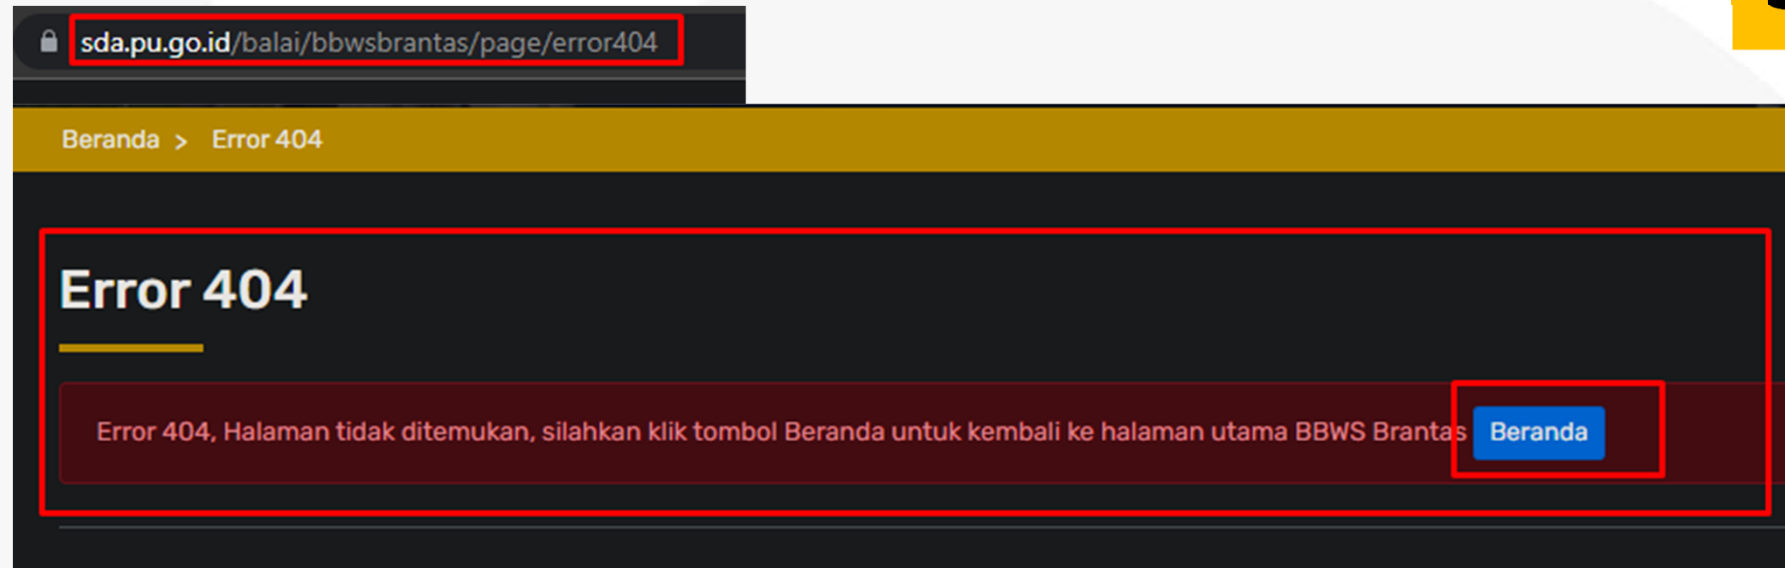 sda.pu.go.id/balai/bbwsbrantas/page/error404
Beranda > Error 404
Error 404
Error 404, Halaman tidak ditemukan, silahkan klik tombol Beranda untuk kembali ke halaman utama BBWS Brantas Beranda